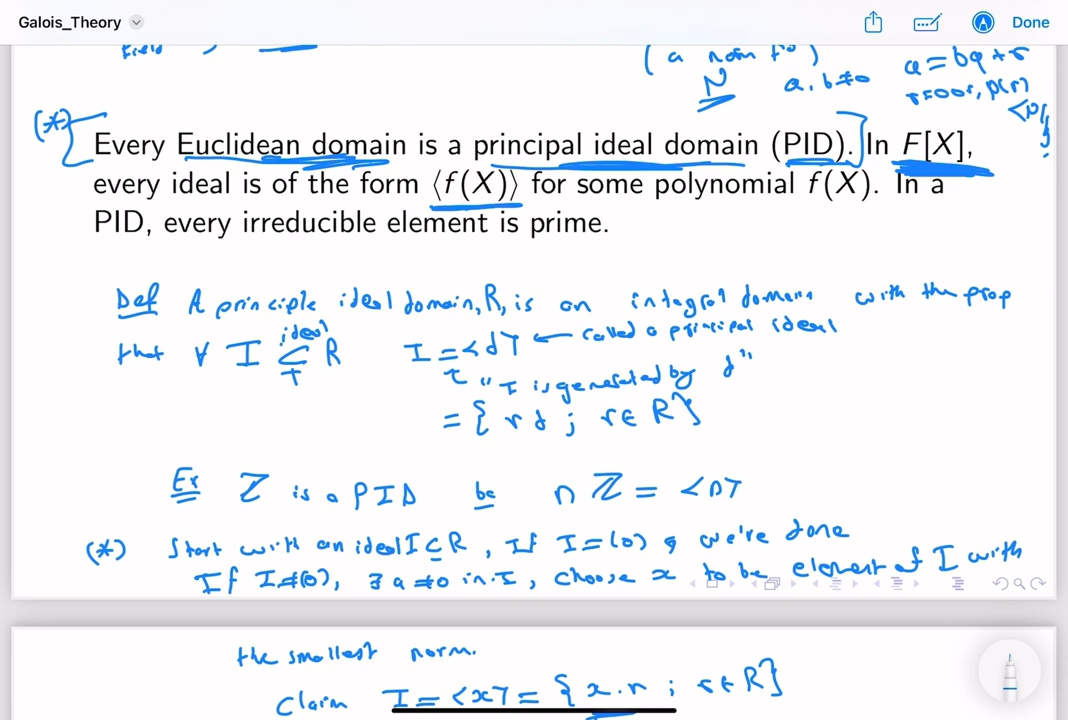 Galois_Theory
Done
Field
( a norm fn )
a = bq + r
N
a, b ≠ 0
r=0 or, p(r)
(*)
Every Euclidean domain is a principal ideal domain (PID). In F[X],
every ideal is of the form ⟨f(X)⟩ for some polynomial f(X). In a
PID, every irreducible element is prime.
Def A principle ideal domain, R, is an integral domain with the prop
that ∀ I ⊆ R I = <d> ← called a principal ideal
ideal
"I is generated by d"
= { r d ; r ∈ R }
Ex Z is a PID bc n Z = <n>
(*) Start with an ideal I ⊆ R, If I = (0), we're done
If I ≠ (0), ∃ a ≠ 0 in I, choose x to be element of I with
the smallest norm.
Claim I = <x> = { x.r ; r ∈ R }